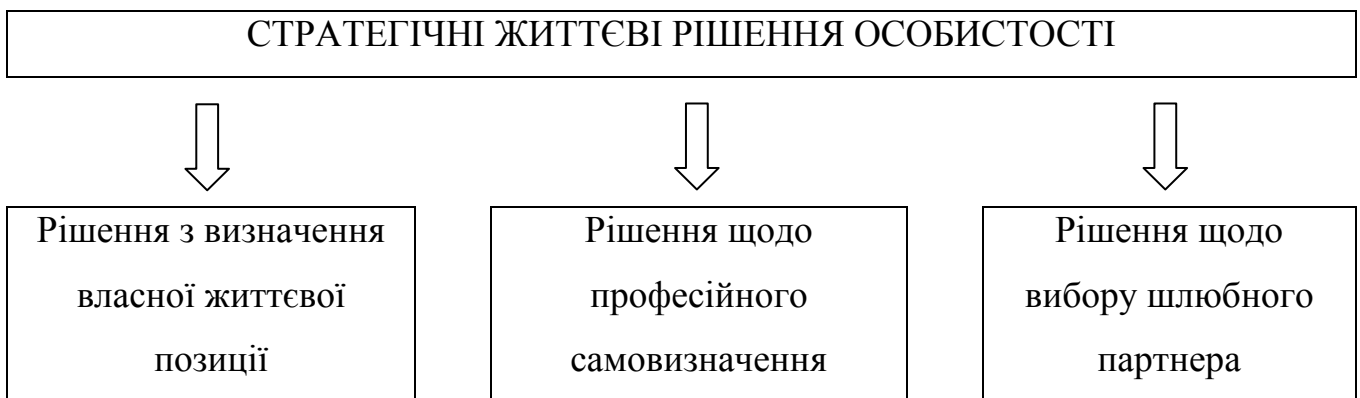 СТРАТЕГІЧНІ ЖИТТЄВІ РІШЕННЯ ОСОБИСТОСТІ
Рішення з визначення
власної життєвої
позиції
Рішення щодо
професійного
самовизначення
Рішення щодо
вибору шлюбного
партнера